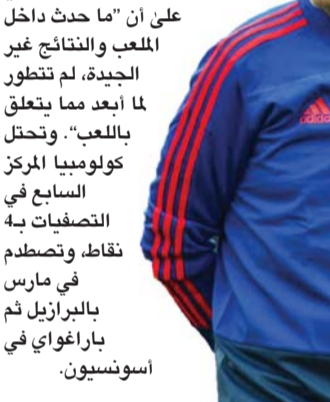 على أن "ما حدث داخل
الملعب والنتائج غير
الجيدة، لم تتطور
لما أبعد مما يتعلق
باللعب". وتحتل
كولومبيا المركز
السابع في
التصفيات بـ4
نقاط، وتصطدم
في مارس
بالبرازيل ثم
باراغواي في
أسونسيون.
adidas